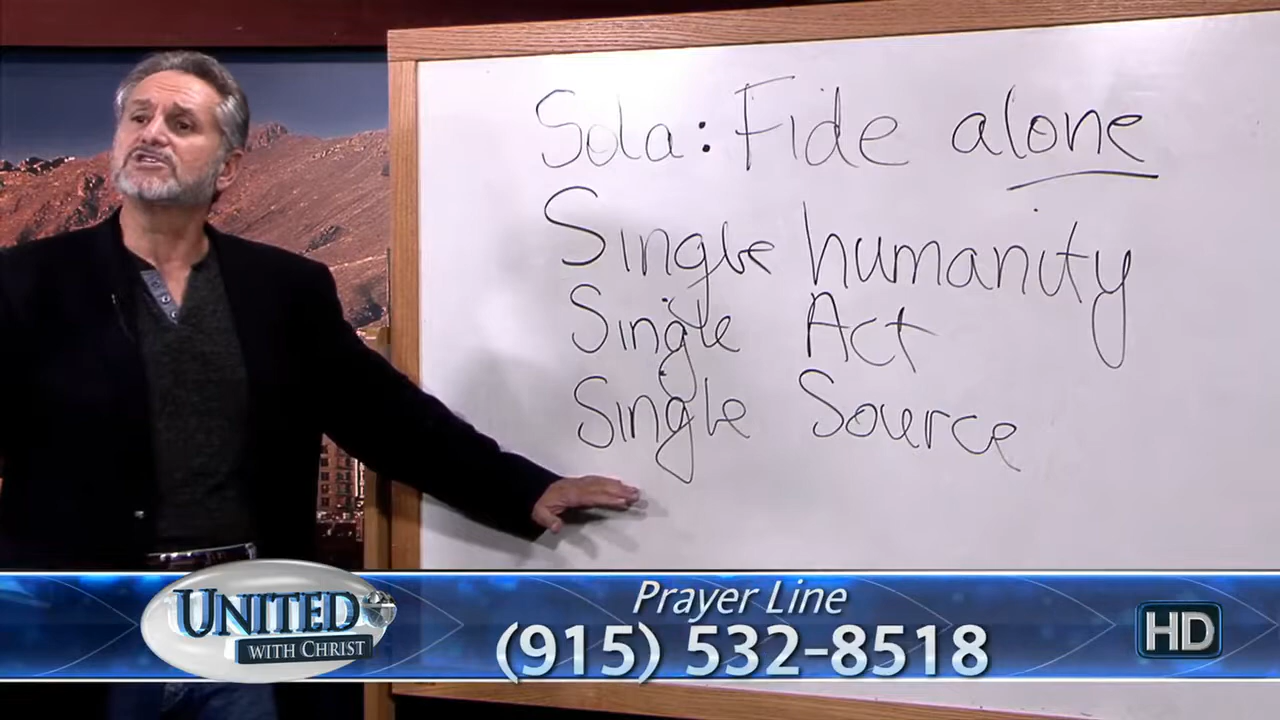 Sola: Fide alone
Single humanity
Single Act
Single Source
UNITED
WITH CHRIST
Prayer Line
(915) 532-8518
HD